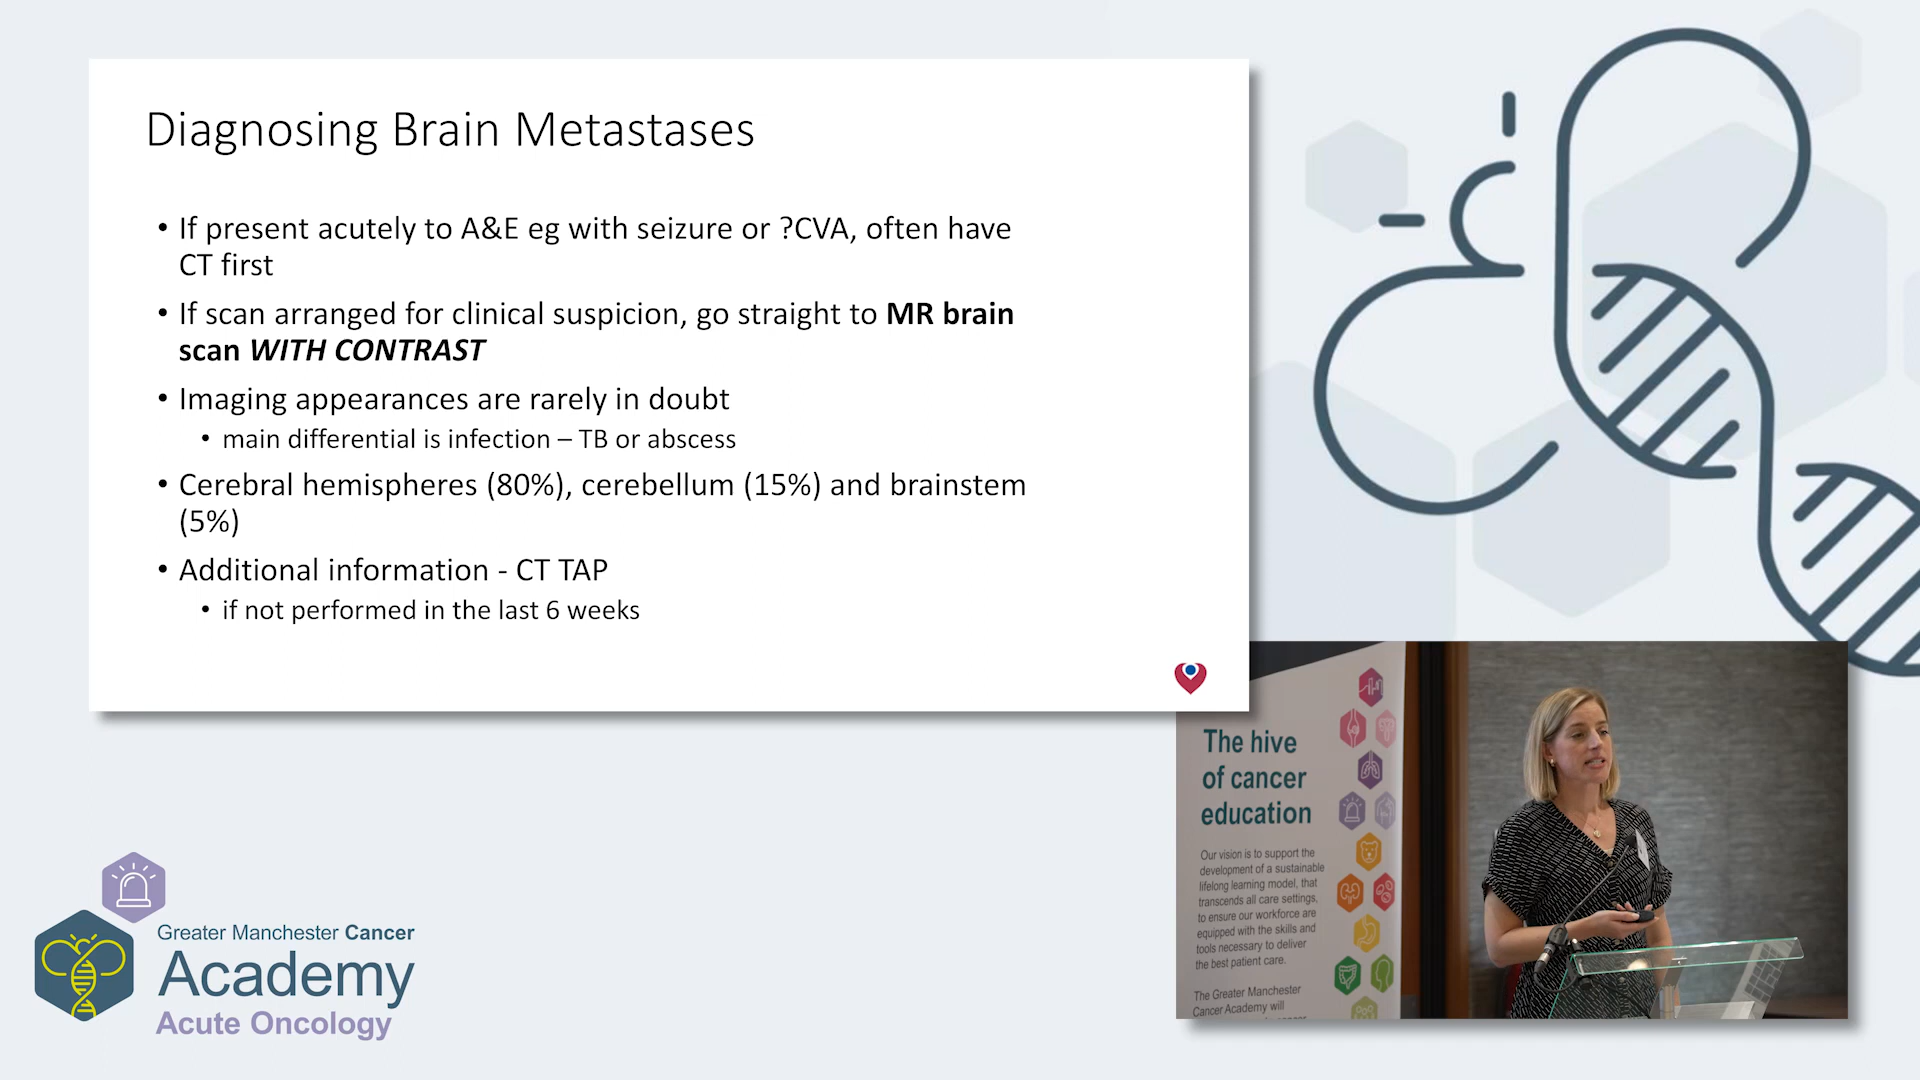 Diagnosing Brain Metastases
• If present acutely to A&E eg with seizure or ?CVA, often have
CT first
• If scan arranged for clinical suspicion, go straight to MR brain
scan WITH CONTRAST
• Imaging appearances are rarely in doubt
• main differential is infection – TB or abscess
• Cerebral hemispheres (80%), cerebellum (15%) and brainstem
(5%)
• Additional information - CT TAP
• if not performed in the last 6 weeks
The hive
of cancer
education
Our vision is to support the
development of a sustainable
lifelong learning model, that
transcends all care settings,
to ensure our workforce are
equipped with the skills and
tools necessary to deliver
the best patient care.
The Greater Manchester
Cancer Academy will
Greater Manchester Cancer
Academy
Acute Oncology